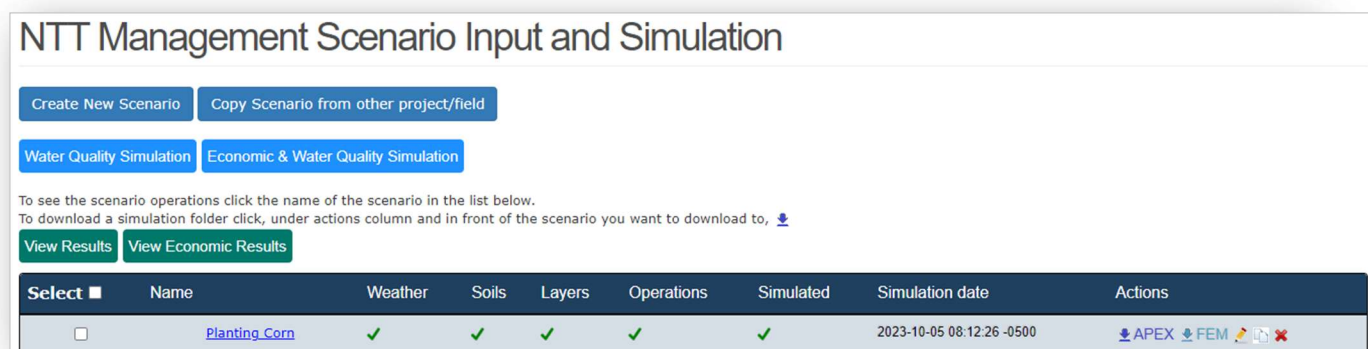 NTT Management Scenario Input and Simulation
Create New Scenario Copy Scenario from other project/field
Water Quality Simulation Economic & Water Quality Simulation
To see the scenario operations click the name of the scenario in the list below.
To download a simulation folder click, under actions column and in front of the scenario you want to download to,
View Results View Economic Results
Select Name Weather Soils Layers Operations Simulated Simulation date Actions
Planting Corn ✓ ✓ ✓ ✓ ✓ 2023-10-05 08:12:26 -0500 APEX FEM